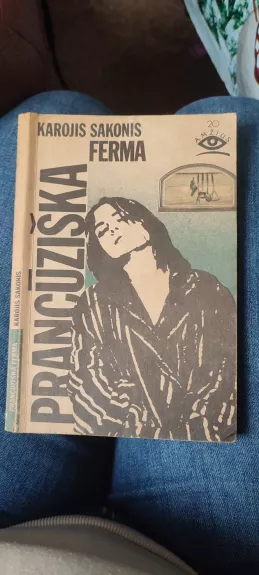 KAROJIS SAKONIS
FERMA
PRANCŪZIŠKA
20
AMŽIUS
KAROJIS SAKONIS